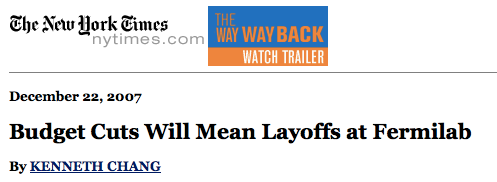 The New York Times
nytimes.com
THE
WAY WAY BACK
WATCH TRAILER
December 22, 2007
Budget Cuts Will Mean Layoffs at Fermilab
By KENNETH CHANG